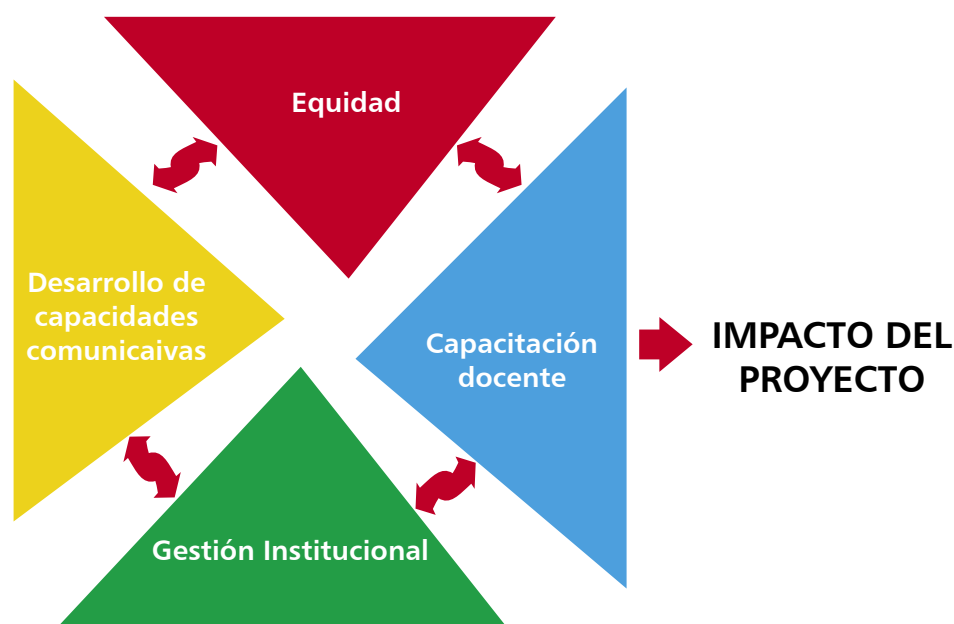 Equidad
Desarrollo de
capacidades
comunicaivas
Capacitación
docente
IMPACTO DEL
PROYECTO
Gestión Institucional